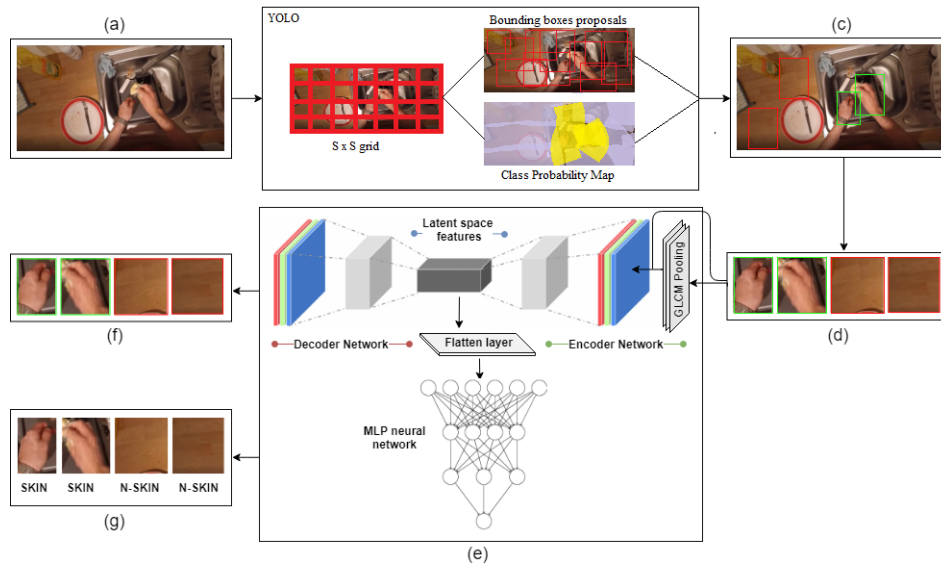 (a)
YOLO
Bounding boxes proposals
(c)
S x S grid
Class Probability Map
Latent space
features
GLCM Pooling
(f)
Decoder Network
Flatten layer
Encoder Network
(d)
MLP neural
network
SKIN SKIN N-SKIN N-SKIN
(g)
(e)